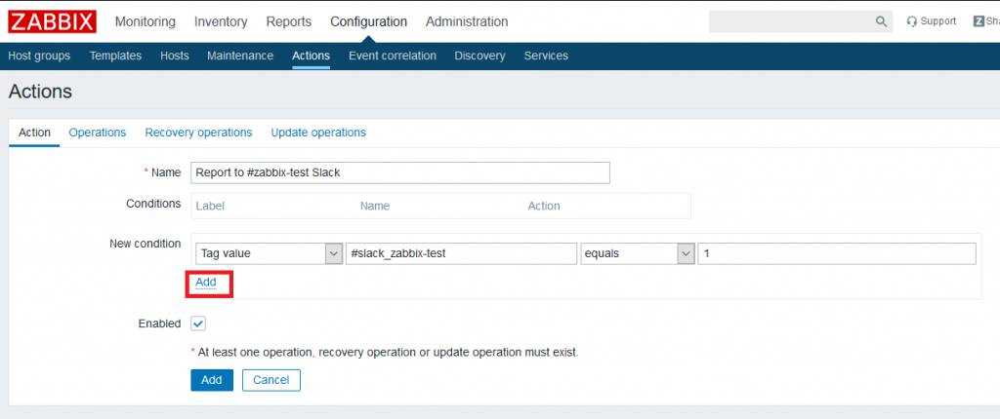 ZABBIX Monitoring Inventory Reports Configuration Administration Support Z Sha
Host groups Templates Hosts Maintenance Actions Event correlation Discovery Services
Actions
Action Operations Recovery operations Update operations
* Name Report to #zabbix-test Slack
Conditions Label Name Action
New condition
Tag value #slack_zabbix-test equals 1
Add
Enabled
* At least one operation, recovery operation or update operation must exist.
Add Cancel